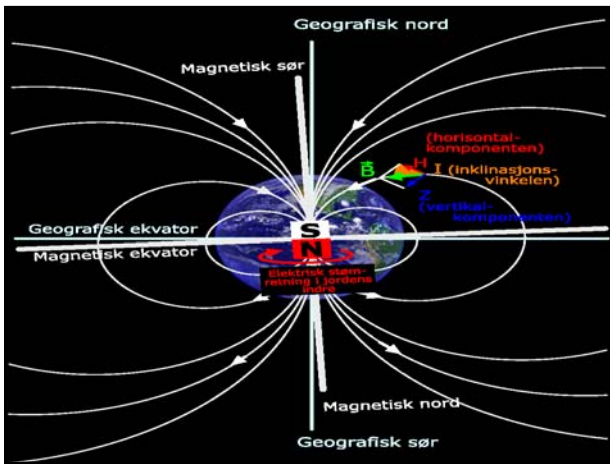 Geografisk nord
Magnetisk sør
(horisontal-
komponenten)
H
B
I (inklinasjons-
vinkelen)
Z
(vertikal-
komponenten)
Geografisk ekvator
Magnetisk ekvator
S
N
Elektrisk strøm-
retning i jordens
indre
Magnetisk nord
Geografisk sør